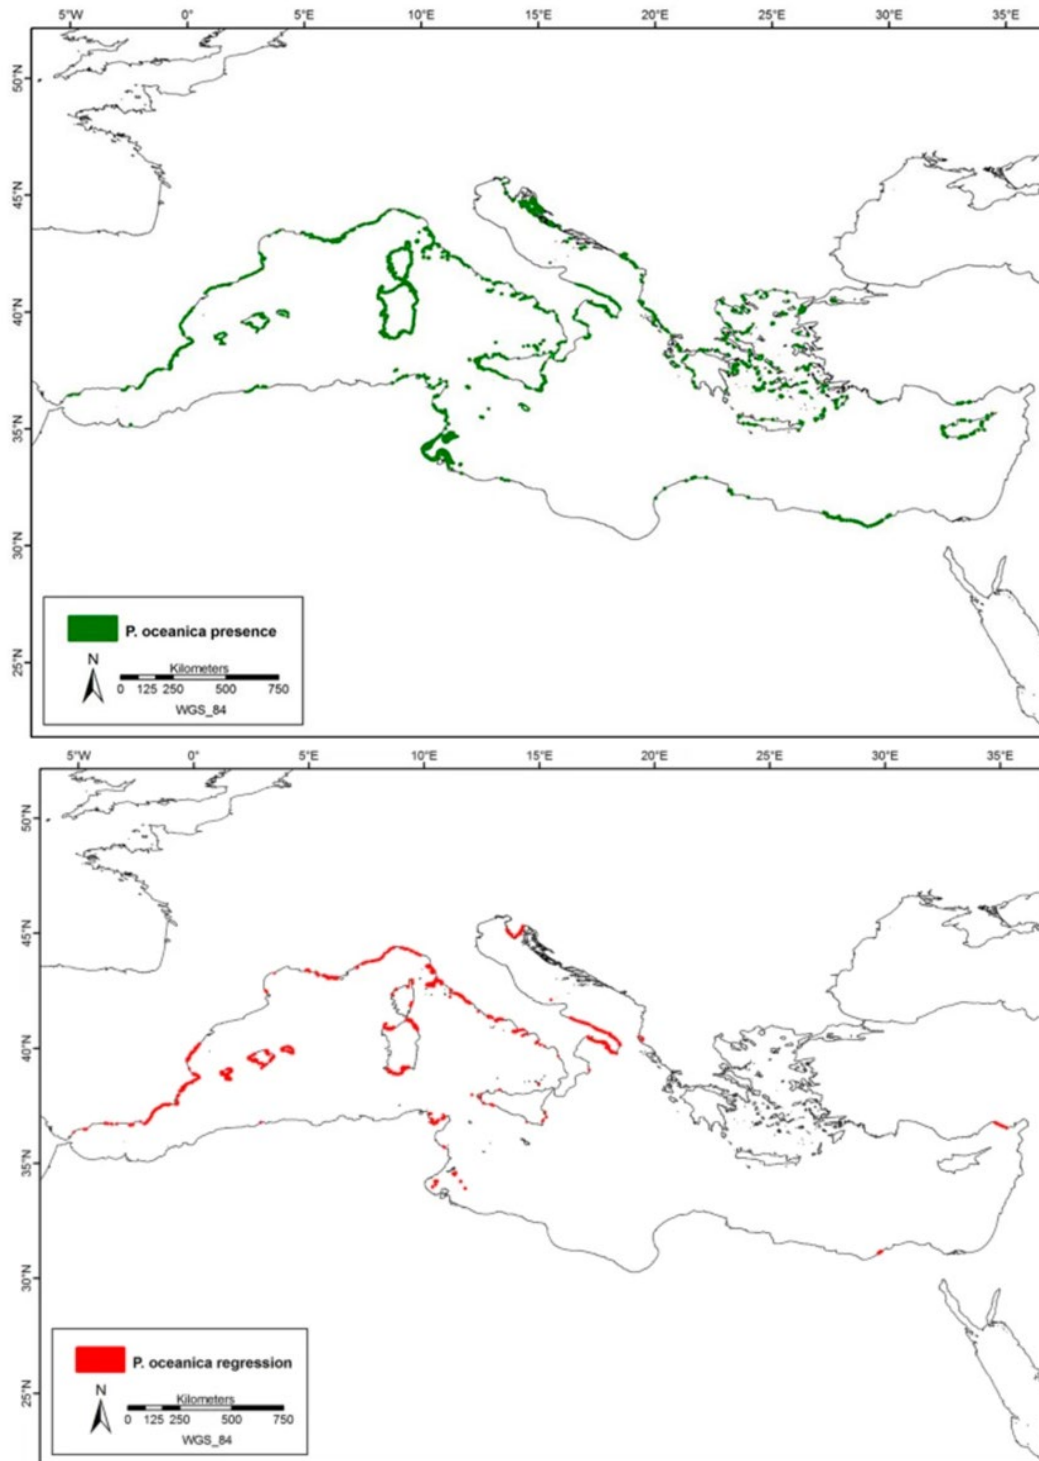 5°W 0° 5°E 10°E 15°E 20°E 25°E 30°E 35°E
50°N
45°N
40°N
35°N
30°N
25°N
P. oceanica presence
N
Kilometers
0 125 250 500 750
WGS_84
5°W 0° 5°E 10°E 15°E 20°E 25°E 30°E 35°E
50°N
45°N
40°N
35°N
30°N
25°N
P. oceanica regression
N
Kilometers
0 125 250 500 750
WGS_84